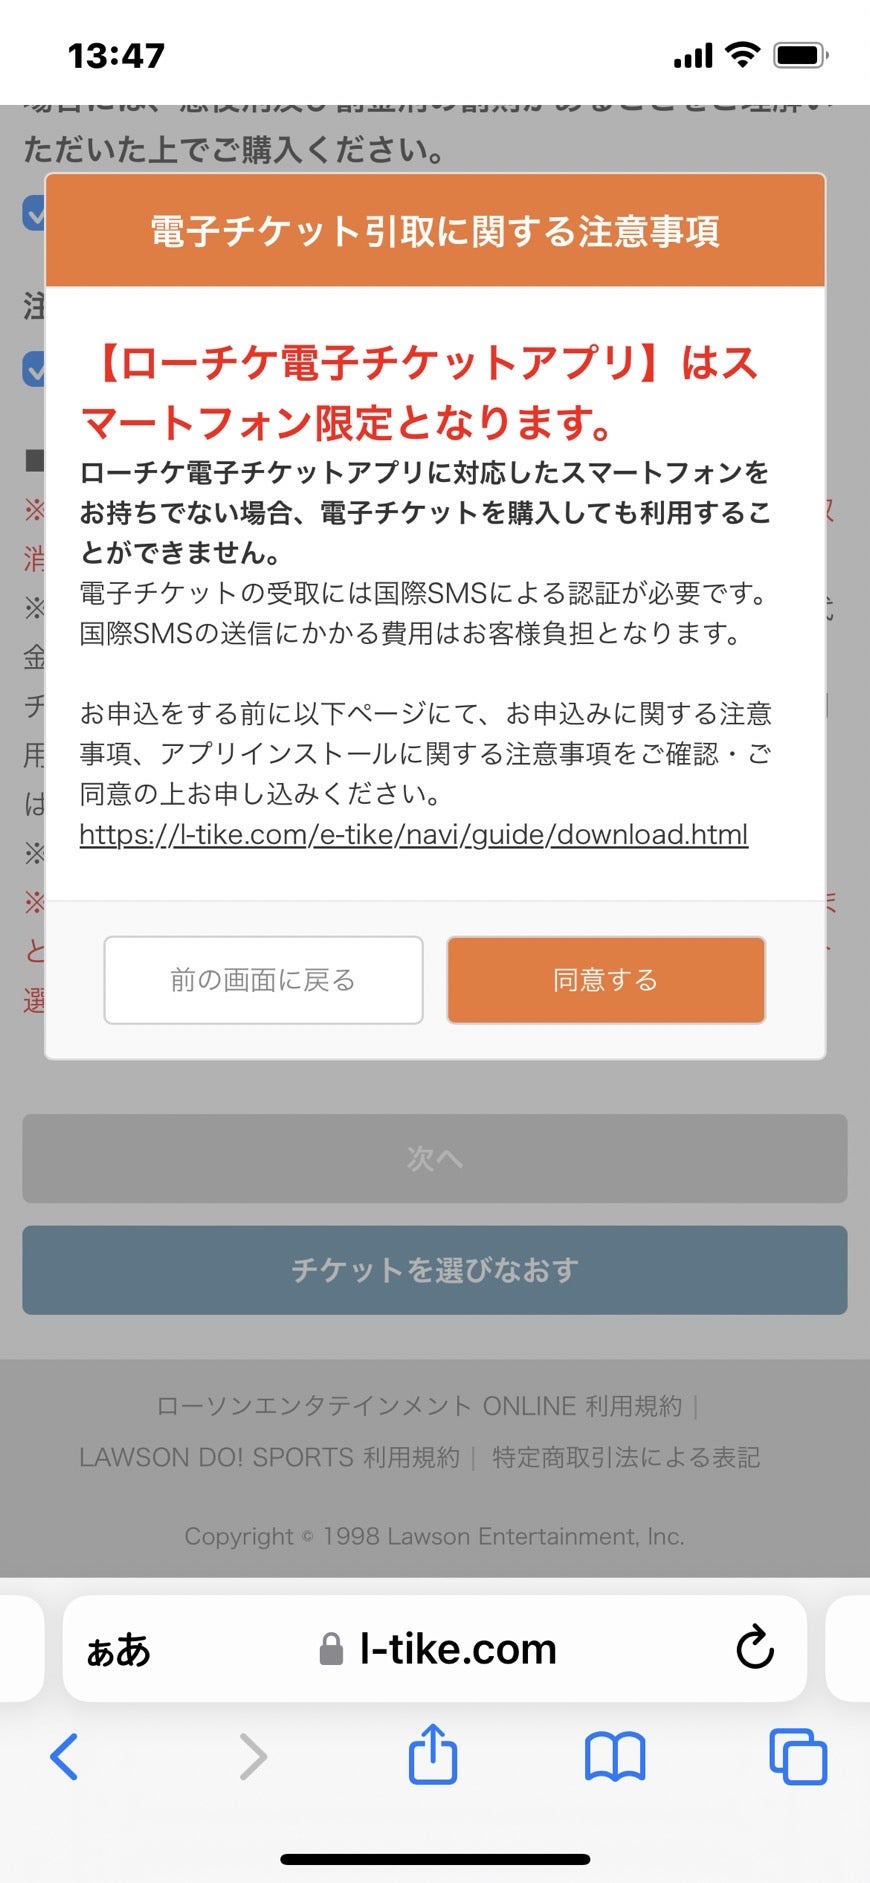 13:47
ただいた上でご購入ください。
電子チケット引取に関する注意事項
注
【ローチケ電子チケットアプリ】はス
マートフォン限定となります。
■
ローチケ電子チケットアプリに対応したスマートフォンを
※
お持ちでない場合、電子チケットを購入しても利用するこ
消
とができません。
電子チケットの受取には国際SMSによる認証が必要です。
※
国際SMSの送信にかかる費用はお客様負担となります。
金
チ
お申込をする前に以下ページにて、お申込みに関する注意
用
事項、アプリインストールに関する注意事項をご確認・ご
は
同意の上お申し込みください。
※
https://l-tike.com/e-tike/navi/guide/download.html
※
と
選
前の画面に戻る
同意する
次へ
チケットを選びなおす
ローソンエンタテインメント ONLINE 利用規約|
LAWSON DO! SPORTS 利用規約| 特定商取引法による表記
Copyright © 1998 Lawson Entertainment, Inc.
ぁあ l-tike.com